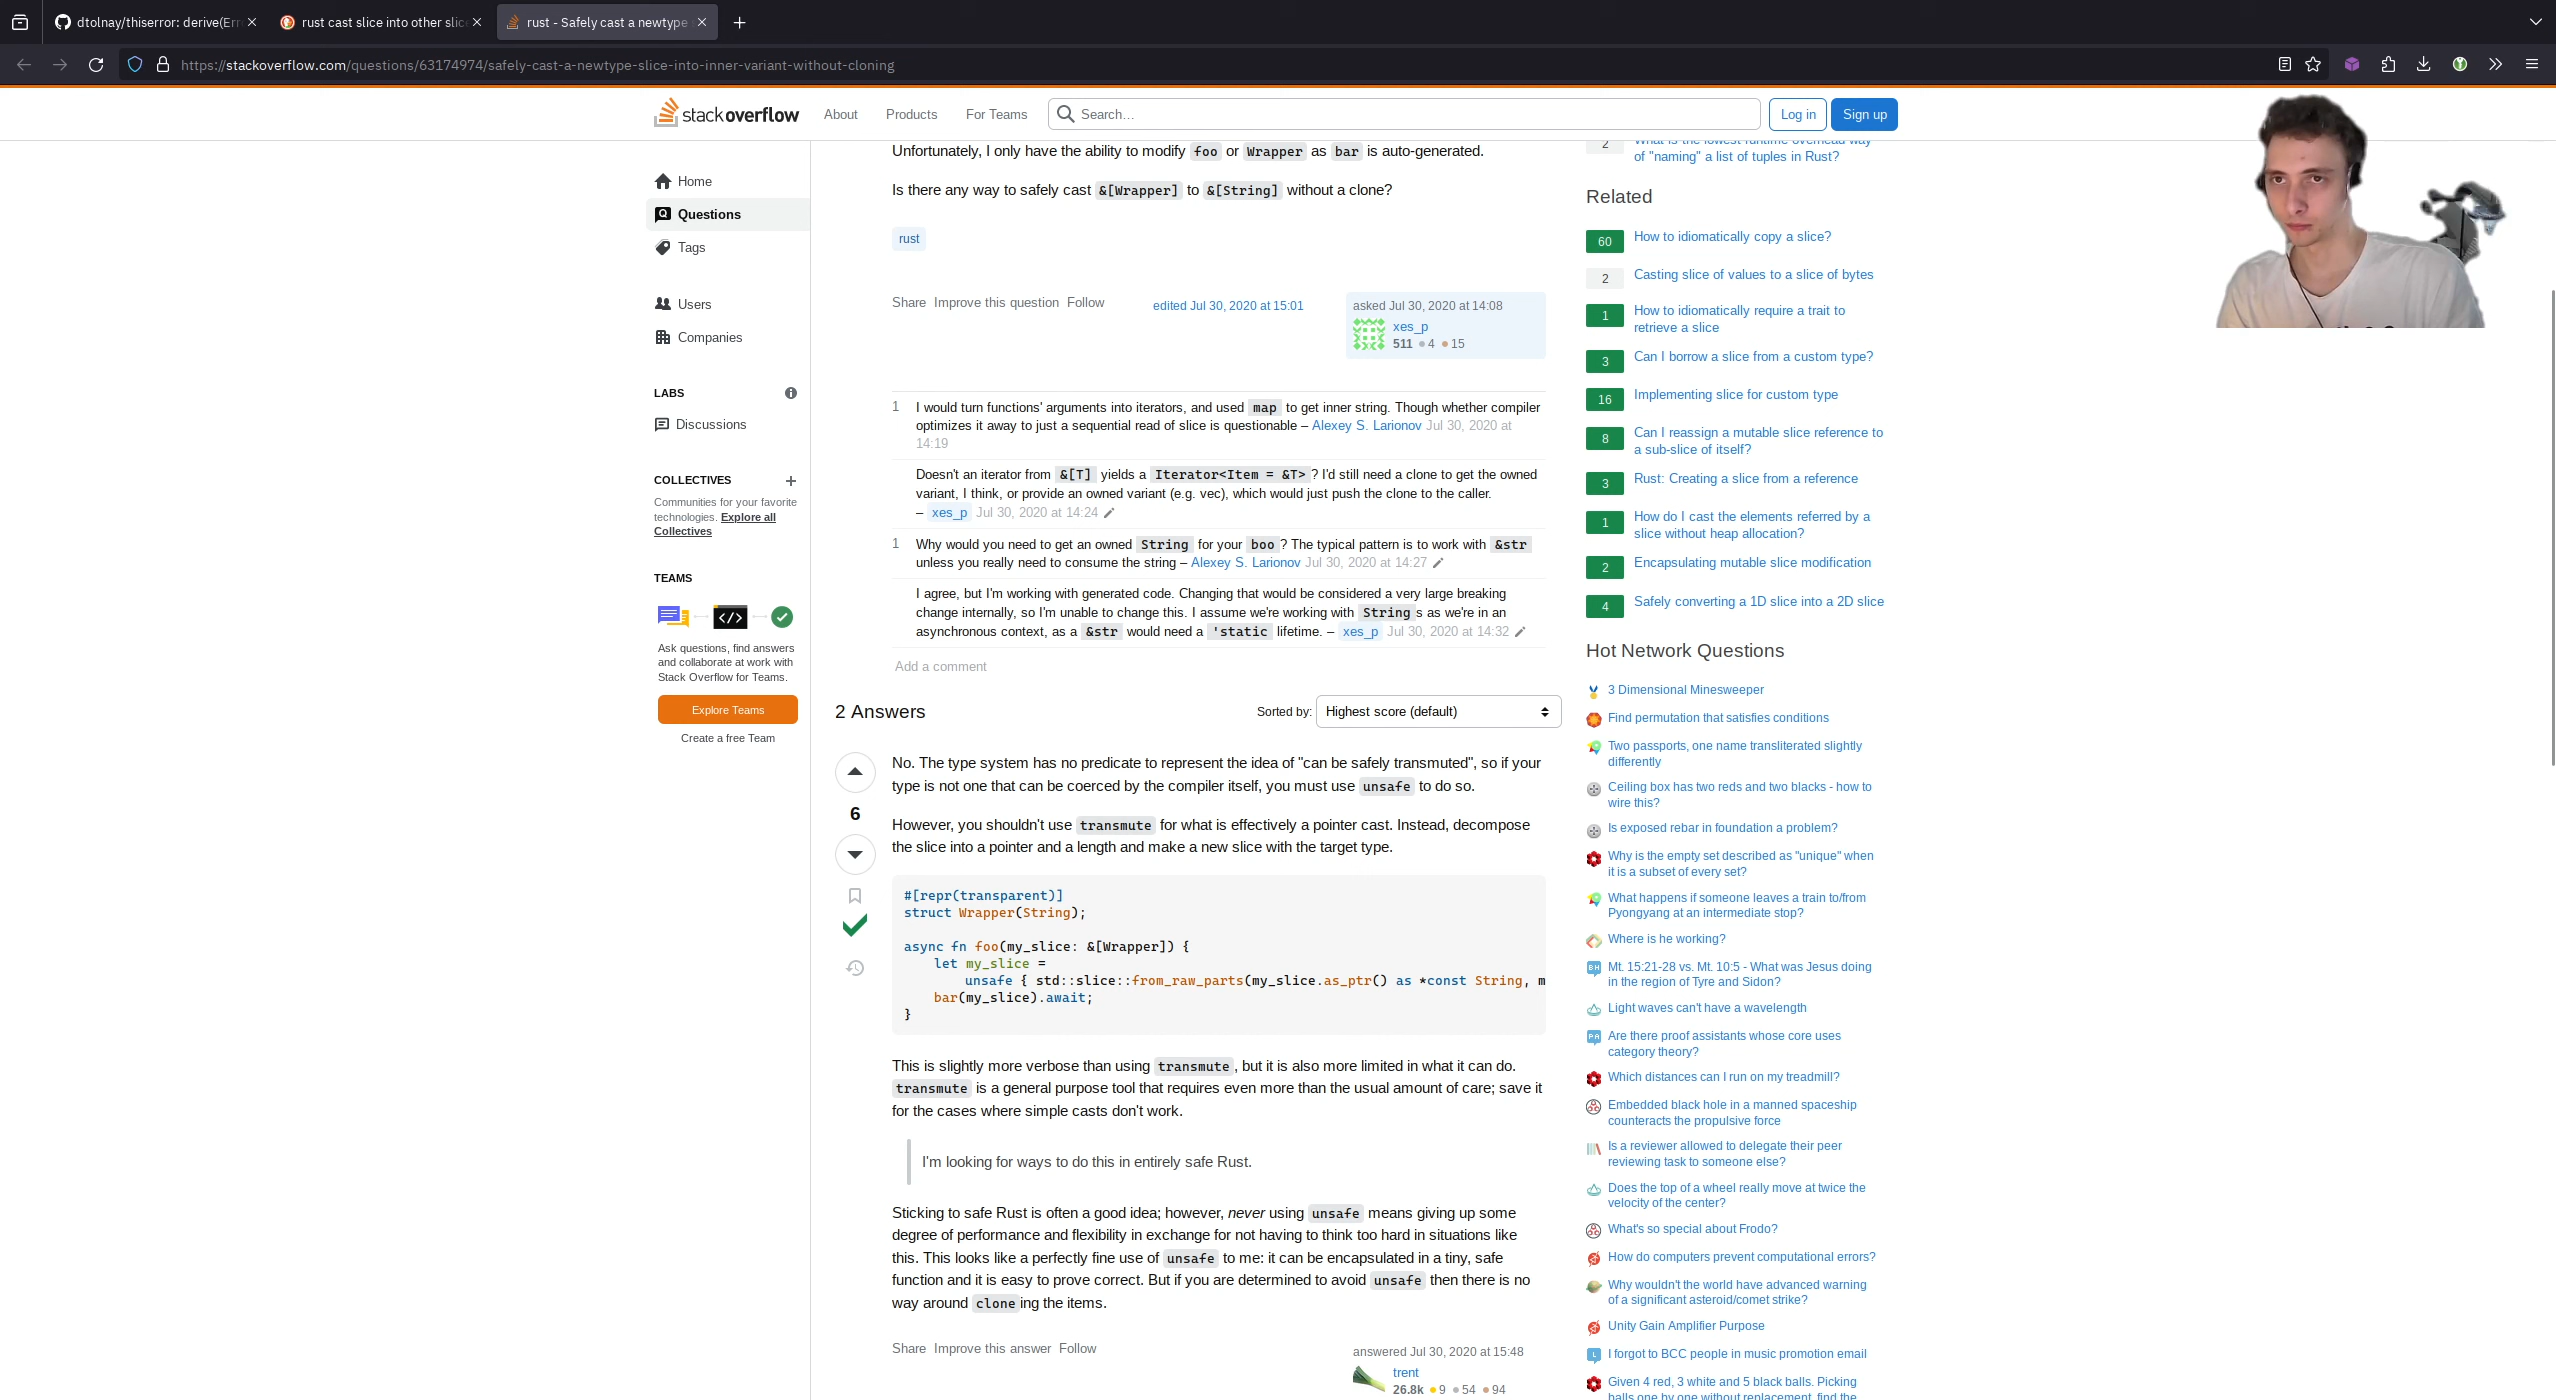 dtolnay/thiserror: derive(Err
rust cast slice into other slic
rust - Safely cast a newtype
https://stackoverflow.com/questions/63174974/safely-cast-a-newtype-slice-into-inner-variant-without-cloning
stackoverflow
About
Products
For Teams
Search...
Log in
Sign up
Home
Questions
Tags
Users
Companies
LABS
Discussions
COLLECTIVES
Communities for your favorite
technologies. Explore all
Collectives
TEAMS
Ask questions, find answers
and collaborate at work with
Stack Overflow for Teams.
Explore Teams
Create a free Team
Unfortunately, I only have the ability to modify foo or Wrapper as bar is auto-generated.
Is there any way to safely cast &[Wrapper] to &[String] without a clone?
rust
Share Improve this question Follow
edited Jul 30, 2020 at 15:01
asked Jul 30, 2020 at 14:08
xes_p
511 4 15
1 I would turn functions' arguments into iterators, and used map to get inner string. Though whether compiler
optimizes it away to just a sequential read of slice is questionable – Alexey S. Larionov Jul 30, 2020 at
14:19
Doesn't an iterator from &[T] yields a Iterator<Item = &T>? I'd still need a clone to get the owned
variant, I think, or provide an owned variant (e.g. vec), which would just push the clone to the caller.
– xes_p Jul 30, 2020 at 14:24
1 Why would you need to get an owned String for your boo? The typical pattern is to work with &str
unless you really need to consume the string – Alexey S. Larionov Jul 30, 2020 at 14:27
I agree, but I'm working with generated code. Changing that would be considered a very large breaking
change internally, so I'm unable to change this. I assume we're working with Strings as we're in an
asynchronous context, as a &str would need a 'static lifetime. – xes_p Jul 30, 2020 at 14:32
Add a comment
2 Answers
Sorted by:
Highest score (default)
6
No. The type system has no predicate to represent the idea of "can be safely transmuted", so if your
type is not one that can be coerced by the compiler itself, you must use unsafe to do so.
However, you shouldn't use transmute for what is effectively a pointer cast. Instead, decompose
the slice into a pointer and a length and make a new slice with the target type.
#[repr(transparent)]
struct Wrapper(String);
async fn foo(my_slice: &[Wrapper]) {
let my_slice =
unsafe { std::slice::from_raw_parts(my_slice.as_ptr() as *const String, m
bar(my_slice).await;
}
This is slightly more verbose than using transmute, but it is also more limited in what it can do.
transmute is a general purpose tool that requires even more than the usual amount of care; save it
for the cases where simple casts don't work.
I'm looking for ways to do this in entirely safe Rust.
Sticking to safe Rust is often a good idea; however, never using unsafe means giving up some
degree of performance and flexibility in exchange for not having to think too hard in situations like
this. This looks like a perfectly fine use of unsafe to me: it can be encapsulated in a tiny, safe
function and it is easy to prove correct. But if you are determined to avoid unsafe then there is no
way around cloneing the items.
Share Improve this answer Follow
answered Jul 30, 2020 at 15:48
trent
26.8k 9 54 94
2 What is the lowest runtime overhead way
of "naming" a list of tuples in Rust?
Related
60 How to idiomatically copy a slice?
2 Casting slice of values to a slice of bytes
1 How to idiomatically require a trait to
retrieve a slice
3 Can I borrow a slice from a custom type?
16 Implementing slice for custom type
8 Can I reassign a mutable slice reference to
a sub-slice of itself?
3 Rust: Creating a slice from a reference
1 How do I cast the elements referred by a
slice without heap allocation?
2 Encapsulating mutable slice modification
4 Safely converting a 1D slice into a 2D slice
Hot Network Questions
3 Dimensional Minesweeper
Find permutation that satisfies conditions
Two passports, one name transliterated slightly
differently
Ceiling box has two reds and two blacks - how to
wire this?
Is exposed rebar in foundation a problem?
Why is the empty set described as "unique" when
it is a subset of every set?
What happens if someone leaves a train to/from
Pyongyang at an intermediate stop?
Where is he working?
Mt. 15:21-28 vs. Mt. 10:5 - What was Jesus doing
in the region of Tyre and Sidon?
Light waves can't have a wavelength
Are there proof assistants whose core uses
category theory?
Which distances can I run on my treadmill?
Embedded black hole in a manned spaceship
counteracts the propulsive force
Is a reviewer allowed to delegate their peer
reviewing task to someone else?
Does the top of a wheel really move at twice the
velocity of the center?
What's so special about Frodo?
How do computers prevent computational errors?
Why wouldn't the world have advanced warning
of a significant asteroid/comet strike?
Unity Gain Amplifier Purpose
I forgot to BCC people in music promotion email
Given 4 red, 3 white and 5 black balls. Picking
balls one by one without replacement, find the